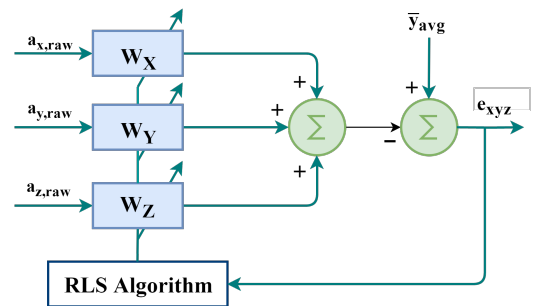 a_x,raw
W_X
ȳ_avg
+
+
e_xyz
a_y,raw
W_Y
+
Σ
−
Σ
a_z,raw
W_Z
+
RLS Algorithm